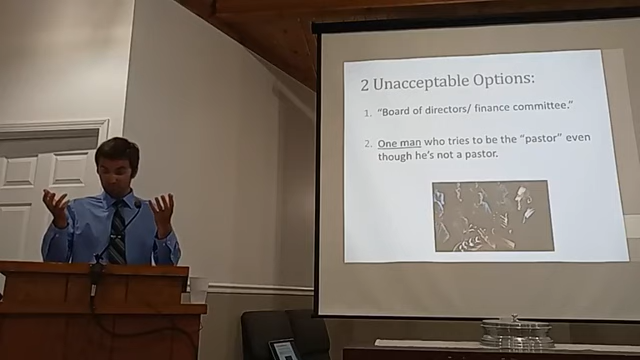 2 Unacceptable Options:
1. "Board of directors/ finance committee."
2. One man who tries to be the "pastor" even
though he's not a pastor.